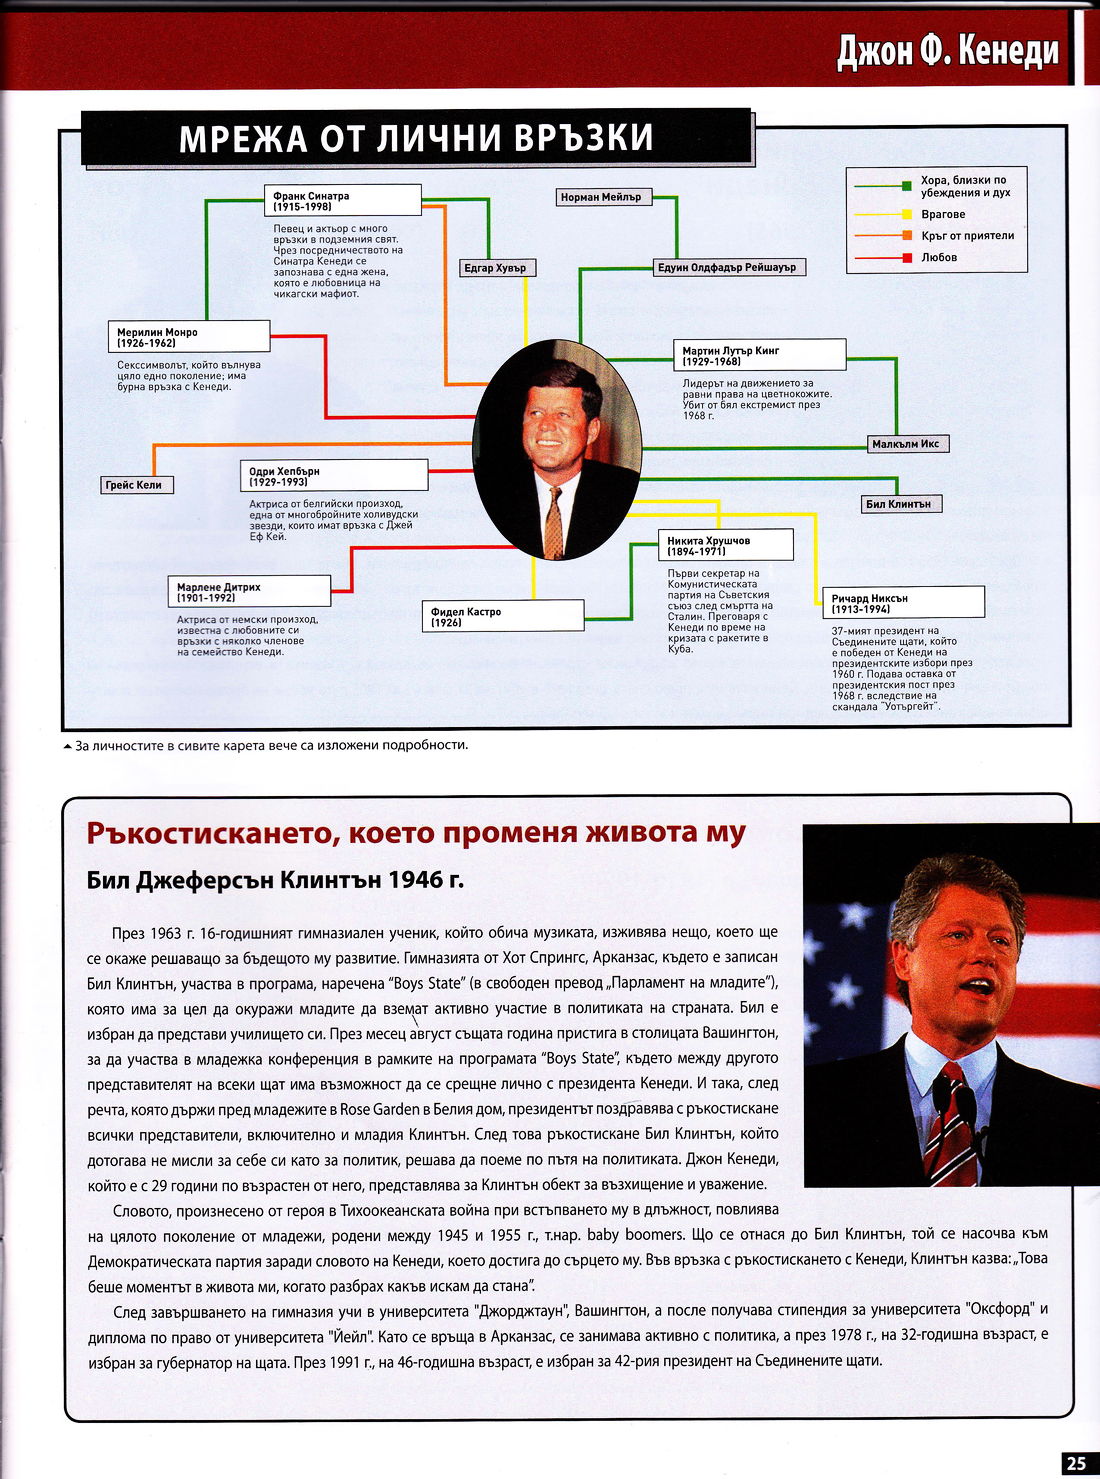 Джон Ф. Кенеди
МРЕЖА ОТ ЛИЧНИ ВРЪЗКИ
Франк Синатра
(1915-1998)
Певец и актьор с много
връзки в подземния свят.
Чрез посредничеството на
Синатра Кенеди се
запознава с една жена,
която е любовница на
чикагски мафиот.
Норман Мейлър
Хора, близки по
убеждения и дух
Врагове
Кръг от приятели
Любов
Едгар Хувър
Едуин Олдфадър Рейшауър
Мерилин Монро
(1926-1962)
Секссимволът, който вълнува
цяло едно поколение; има
бурна връзка с Кенеди.
Мартин Лутър Кинг
(1929-1968)
Лидерът на движението за
равни права на цветнокожите.
Убит от бял екстремист през
1968 г.
Малкълм Икс
Грейс Кели
Одри Хепбърн
(1929-1993)
Актриса от белгийски произход,
една от многобройните холивудски
звезди, които имат връзка с Джей
Еф Кей.
Бил Клинтън
Никита Хрушчов
(1894-1971)
Първи секретар на
Комунистическата
партия на Съветския
съюз след смъртта на
Сталин. Преговаря с
Кенеди по време на
кризата с ракетите в
Куба.
Марлене Дитрих
(1901-1992)
Актриса от немски произход,
известна с любовните си
връзки с няколко членове
на семейство Кенеди.
Фидел Кастро
(1926)
Ричард Никсън
(1913-1994)
37-мият президент на
Съединените щати, който
е победен от Кенеди на
президентските избори през
1960 г. Подава оставка от
президентския пост през
1968 г. вследствие на
скандала "Уотъргейт".
За личностите в сивите карета вече са изложени подробности.
Ръкостискането, което променя живота му
Бил Джеферсън Клинтън 1946 г.
През 1963 г. 16-годишният гимназиален ученик, който обича музиката, изживява нещо, което ще
се окаже решаващо за бъдещото му развитие. Гимназията от Хот Спрингс, Арканзас, където е записан
Бил Клинтън, участва в програма, наречена “Boys State” (в свободен превод „Парламент на младите”),
която има за цел да окуражи младите да вземат активно участие в политиката на страната. Бил е
избран да представи училището си. През месец август същата година пристига в столицата Вашингтон,
за да участва в младежка конференция в рамките на програмата “Boys State”, където между другото
представителят на всеки щат има възможност да се срещне лично с президента Кенеди. И така, след
речта, която държи пред младежите в Rose Garden в Белия дом, президентът поздравява с ръкостискане
всички представители, включително и младия Клинтън. След това ръкостискане Бил Клинтън, който
дотогава не мисли за себе си като за политик, решава да поеме по пътя на политиката. Джон Кенеди,
който е с 29 години по възрастен от него, представлява за Клинтън обект за възхищение и уважение.
Словото, произнесено от героя в Тихоокеанската война при встъпването му в длъжност, повлиява
на цялото поколение от младежи, родени между 1945 и 1955 г., т.нар. baby boomers. Що се отнася до Бил Клинтън, той се насочва към
Демократическата партия заради словото на Кенеди, което достига до сърцето му. Във връзка с ръкостискането с Кенеди, Клинтън казва: „Това
беше моментът в живота ми, когато разбрах какъв искам да стана”.
След завършването на гимназия учи в университета "Джорджтаун", Вашингтон, а после получава стипендия за университета "Оксфорд" и
диплома по право от университета "Йейл". Като се връща в Арканзас, се занимава активно с политика, а през 1978 г., на 32-годишна възраст, е
избран за губернатор на щата. През 1991 г., на 46-годишна възраст, е избран за 42-рия президент на Съединените щати.
25